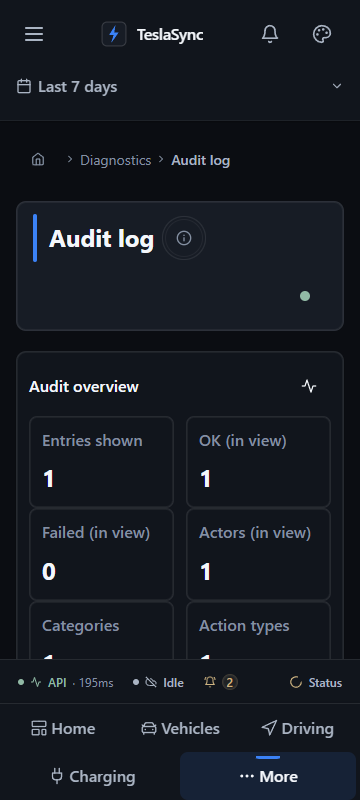 TeslaSync
Last 7 days
Diagnostics > Audit log
Audit log
Audit overview
Entries shown
1
OK (in view)
1
Failed (in view)
0
Actors (in view)
1
Categories
Action types
API · 195ms
Idle
2
Status
Home
Vehicles
Driving
Charging
More